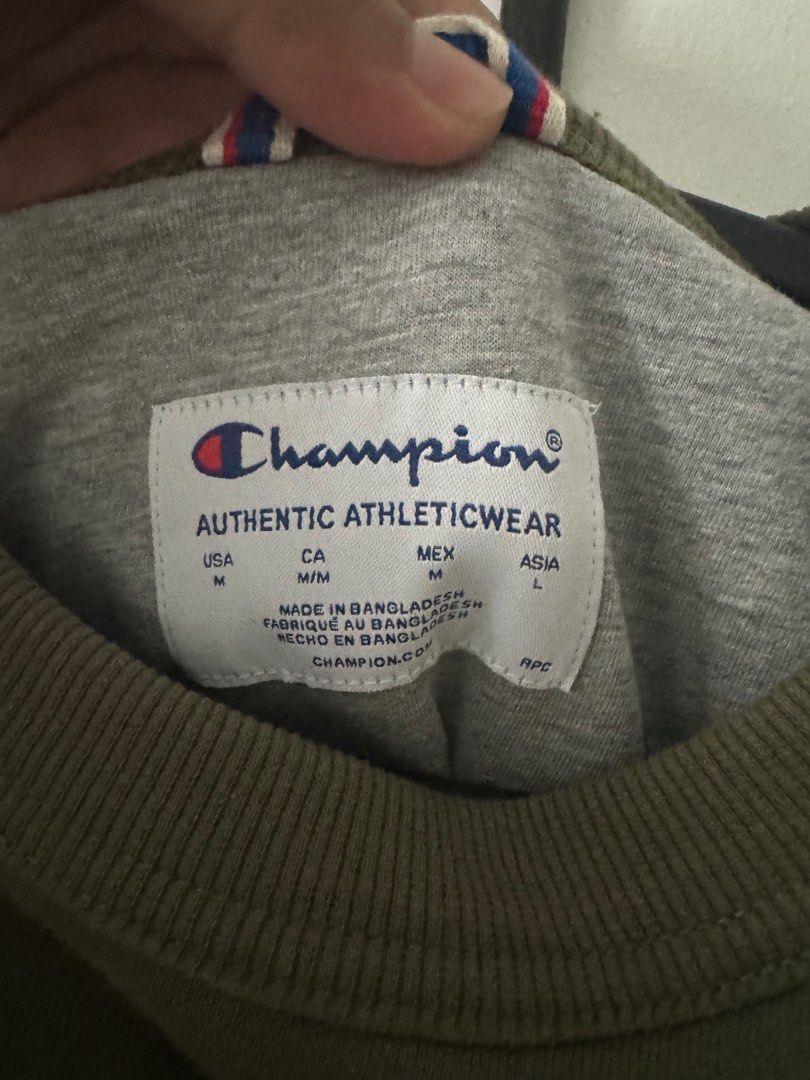 Champion®
AUTHENTIC ATHLETICWEAR
USA CA MEX ASIA
M M/M M L
MADE IN BANGLADESH
FABRIQUÉ AU BANGLADESH
HECHO EN BANGLADESH
CHAMPION.COM RPC